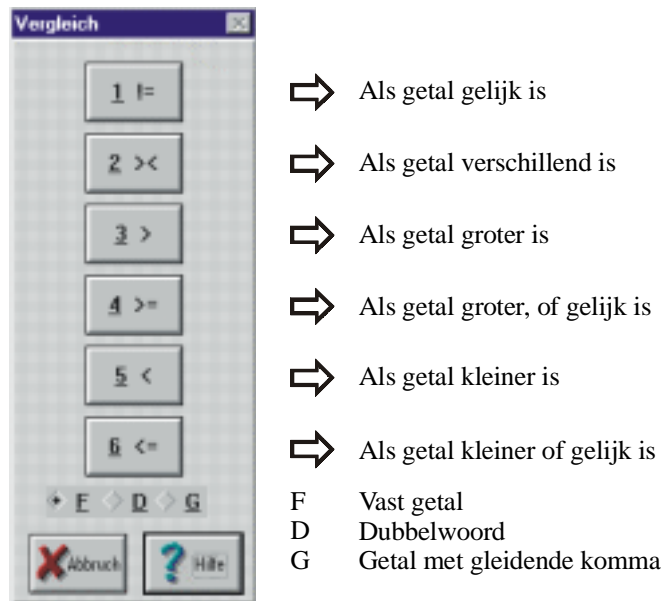 Vergleich
1 != Als getal gelijk is
2 >< Als getal verschillend is
3 > Als getal groter is
4 >= Als getal groter, of gelijk is
5 < Als getal kleiner is
6 <= Als getal kleiner of gelijk is
F D G
F Vast getal
D Dubbelwoord
G Getal met gleidende komma
Abbruch Hilfe